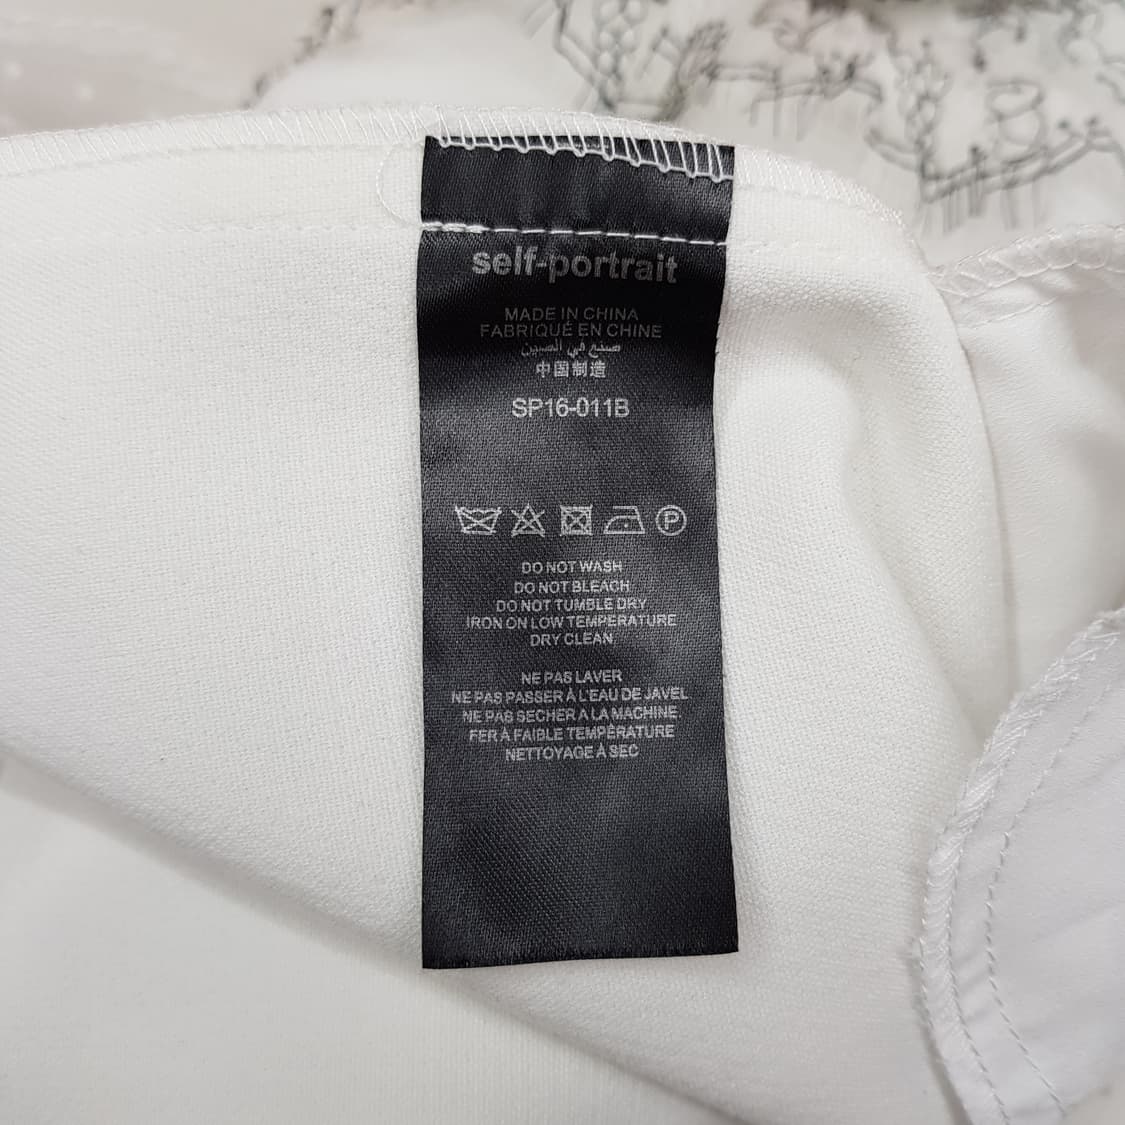 self-portrait
MADE IN CHINA
FABRIQUÉ EN CHINE
صنع في الصين
中国制造
SP16-011B
P
DO NOT WASH
DO NOT BLEACH
DO NOT TUMBLE DRY
IRON ON LOW TEMPERATURE
DRY CLEAN
NE PAS LAVER
NE PAS PASSER À L'EAU DE JAVEL
NE PAS SECHER A LA MACHINE
FER À FAIBLE TEMPÉRATURE
NETTOYAGE À SEC